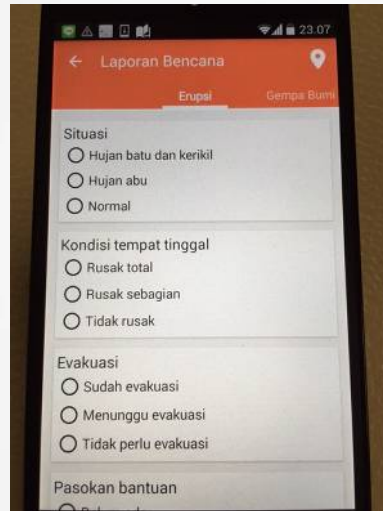 23.07
Laporan Bencana
Erupsi Gempa Bumi
Situasi
Hujan batu dan kerikil
Hujan abu
Normal
Kondisi tempat tinggal
Rusak total
Rusak sebagian
Tidak rusak
Evakuasi
Sudah evakuasi
Menunggu evakuasi
Tidak perlu evakuasi
Pasokan bantuan